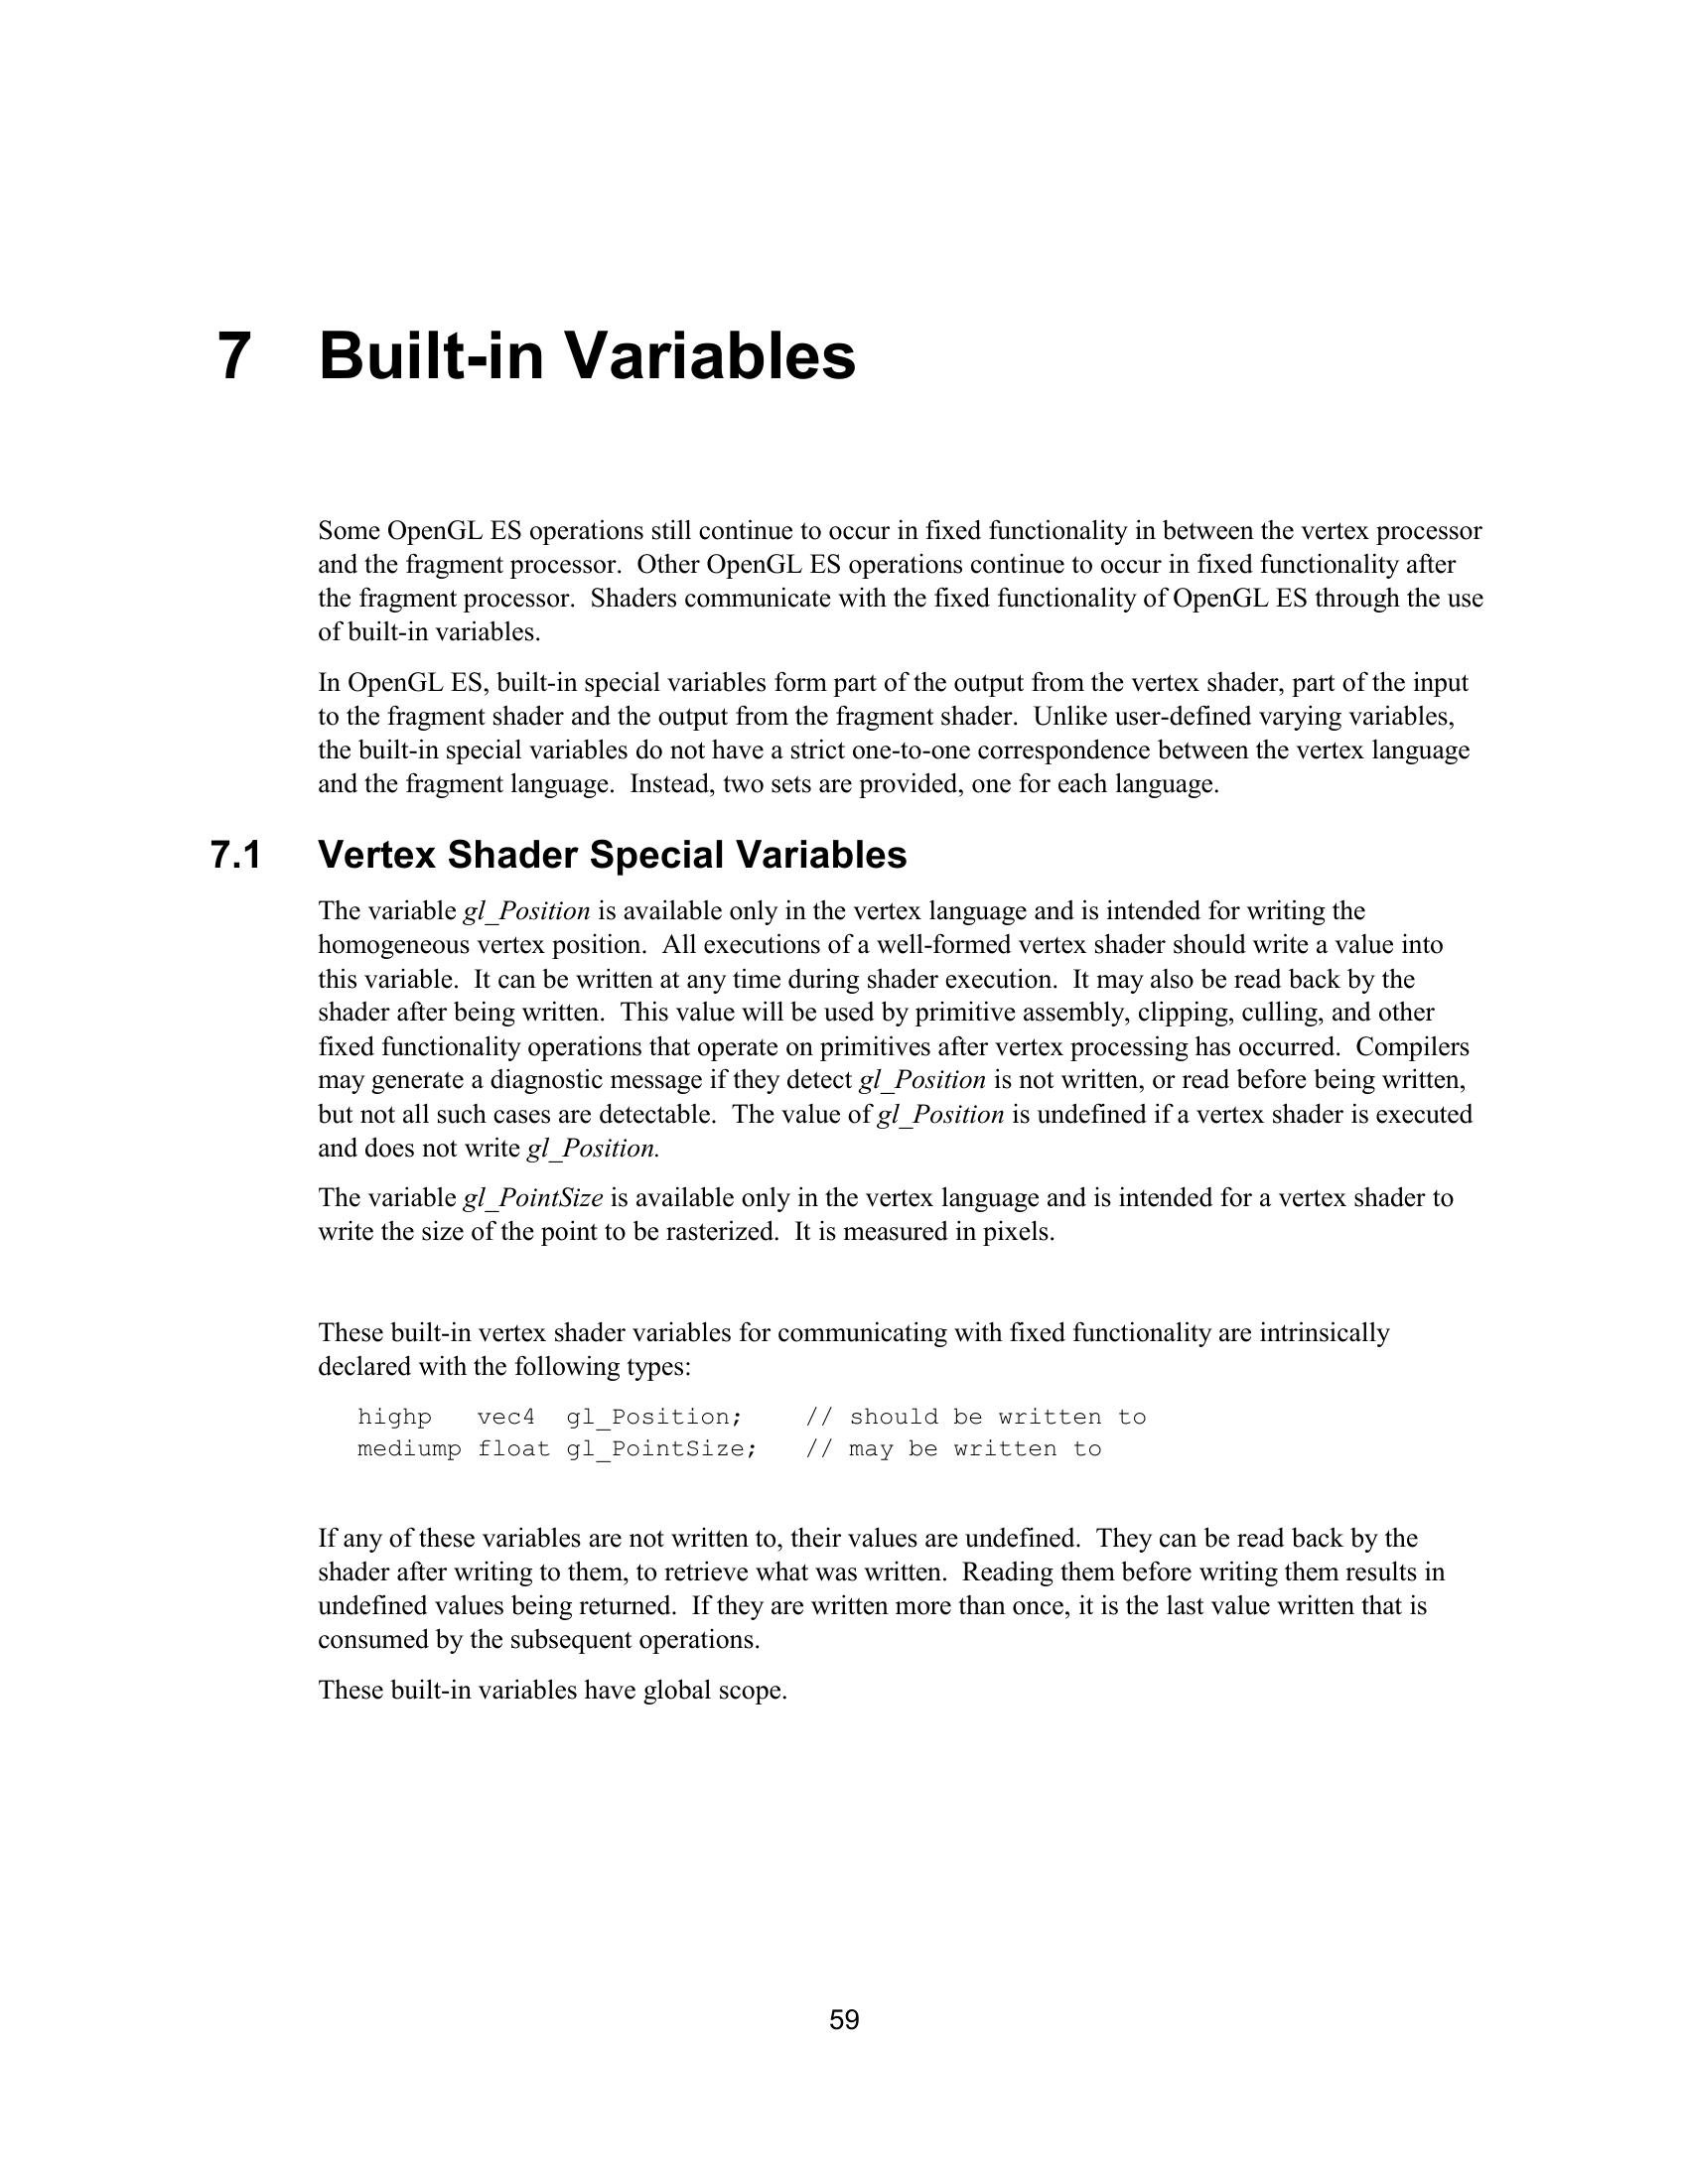 7 Built-in Variables
Some OpenGL ES operations still continue to occur in fixed functionality in between the vertex processor
and the fragment processor.  Other OpenGL ES operations continue to occur in fixed functionality after
the fragment processor.  Shaders communicate with the fixed functionality of OpenGL ES through the use
of built-in variables.
In OpenGL ES, built-in special variables form part of the output from the vertex shader, part of the input
to the fragment shader and the output from the fragment shader.  Unlike user-defined varying variables,
the built-in special variables do not have a strict one-to-one correspondence between the vertex language
and the fragment language.  Instead, two sets are provided, one for each language.
7.1 Vertex Shader Special Variables
The variable gl_Position is available only in the vertex language and is intended for writing the
homogeneous vertex position.  All executions of a well-formed vertex shader should write a value into
this variable.  It can be written at any time during shader execution.  It may also be read back by the
shader after being written.  This value will be used by primitive assembly, clipping, culling, and other
fixed functionality operations that operate on primitives after vertex processing has occurred.  Compilers
may generate a diagnostic message if they detect gl_Position is not written, or read before being written,
but not all such cases are detectable.  The value of gl_Position is undefined if a vertex shader is executed
and does not write gl_Position.
The variable gl_PointSize is available only in the vertex language and is intended for a vertex shader to
write the size of the point to be rasterized.  It is measured in pixels.
These built-in vertex shader variables for communicating with fixed functionality are intrinsically
declared with the following types:
highp   vec4  gl_Position;    // should be written to
mediump float gl_PointSize;   // may be written to
If any of these variables are not written to, their values are undefined.  They can be read back by the
shader after writing to them, to retrieve what was written.  Reading them before writing them results in
undefined values being returned.  If they are written more than once, it is the last value written that is
consumed by the subsequent operations.
These built-in variables have global scope.
59